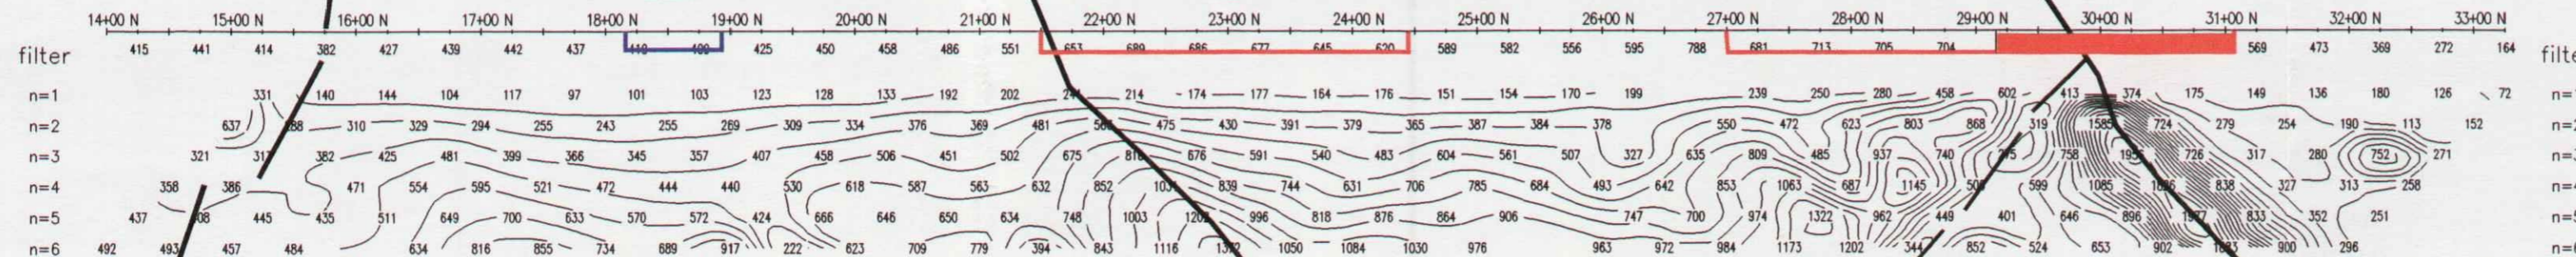 14+00 N 15+00 N 16+00 N 17+00 N 18+00 N 19+00 N 20+00 N 21+00 N 22+00 N 23+00 N 24+00 N 25+00 N 26+00 N 27+00 N 28+00 N 29+00 N 30+00 N 31+00 N 32+00 N 33+00 N
filter 415 441 414 382 427 439 442 437 425 450 458 486 551 653 689 686 677 645 620 589 582 556 595 788 681 713 705 704 569 473 369 272 164
n=1 331 140 144 104 117 97 101 103 123 128 133 192 202 214 174 177 164 176 151 154 170 199 239 250 280 458 602 413 374 175 149 136 180 126 72
n=2 637 310 329 294 255 243 255 269 309 334 376 369 481 475 430 391 379 365 387 384 378 550 472 623 803 868 319 1585 724 279 254 190 113 152
n=3 321 382 425 481 399 366 345 357 407 458 506 451 502 675 676 591 540 483 604 561 507 327 635 809 485 937 740 758 726 317 280 752 271
n=4 358 386 471 554 595 521 472 444 440 530 618 587 563 632 852 839 744 631 706 785 684 493 642 853 1063 687 1145 599 1085 838 327 313 258
n=5 437 445 435 511 649 700 633 570 572 424 666 646 650 634 748 1003 996 818 876 864 906 747 700 974 1322 962 449 401 646 896 833 352 251
n=6 492 493 457 484 634 816 855 734 689 917 222 623 709 779 394 843 1116 1050 1084 1030 976 963 972 984 1173 1202 344 852 524 653 902 900 296